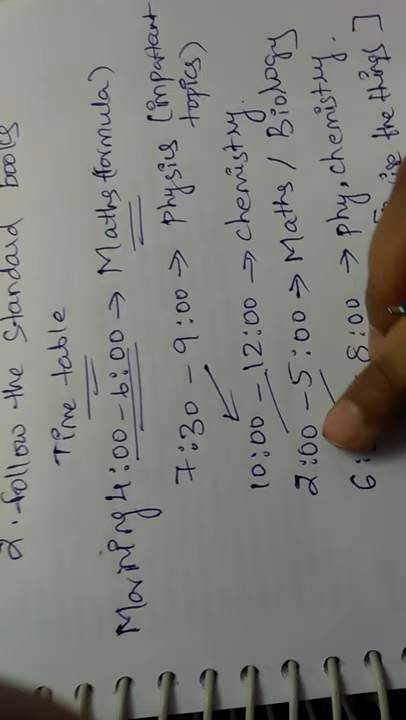 2. Follow the Standard books
Time table
Morning 4:00-6:00 → Maths (formula)
7:30 - 9:00 → Physics (important
topics)
10:00 - 12:00 → chemistry.
2:00 - 5:00 → Maths / Biology
6: 8:00 → Phy, chemistry.
the things]